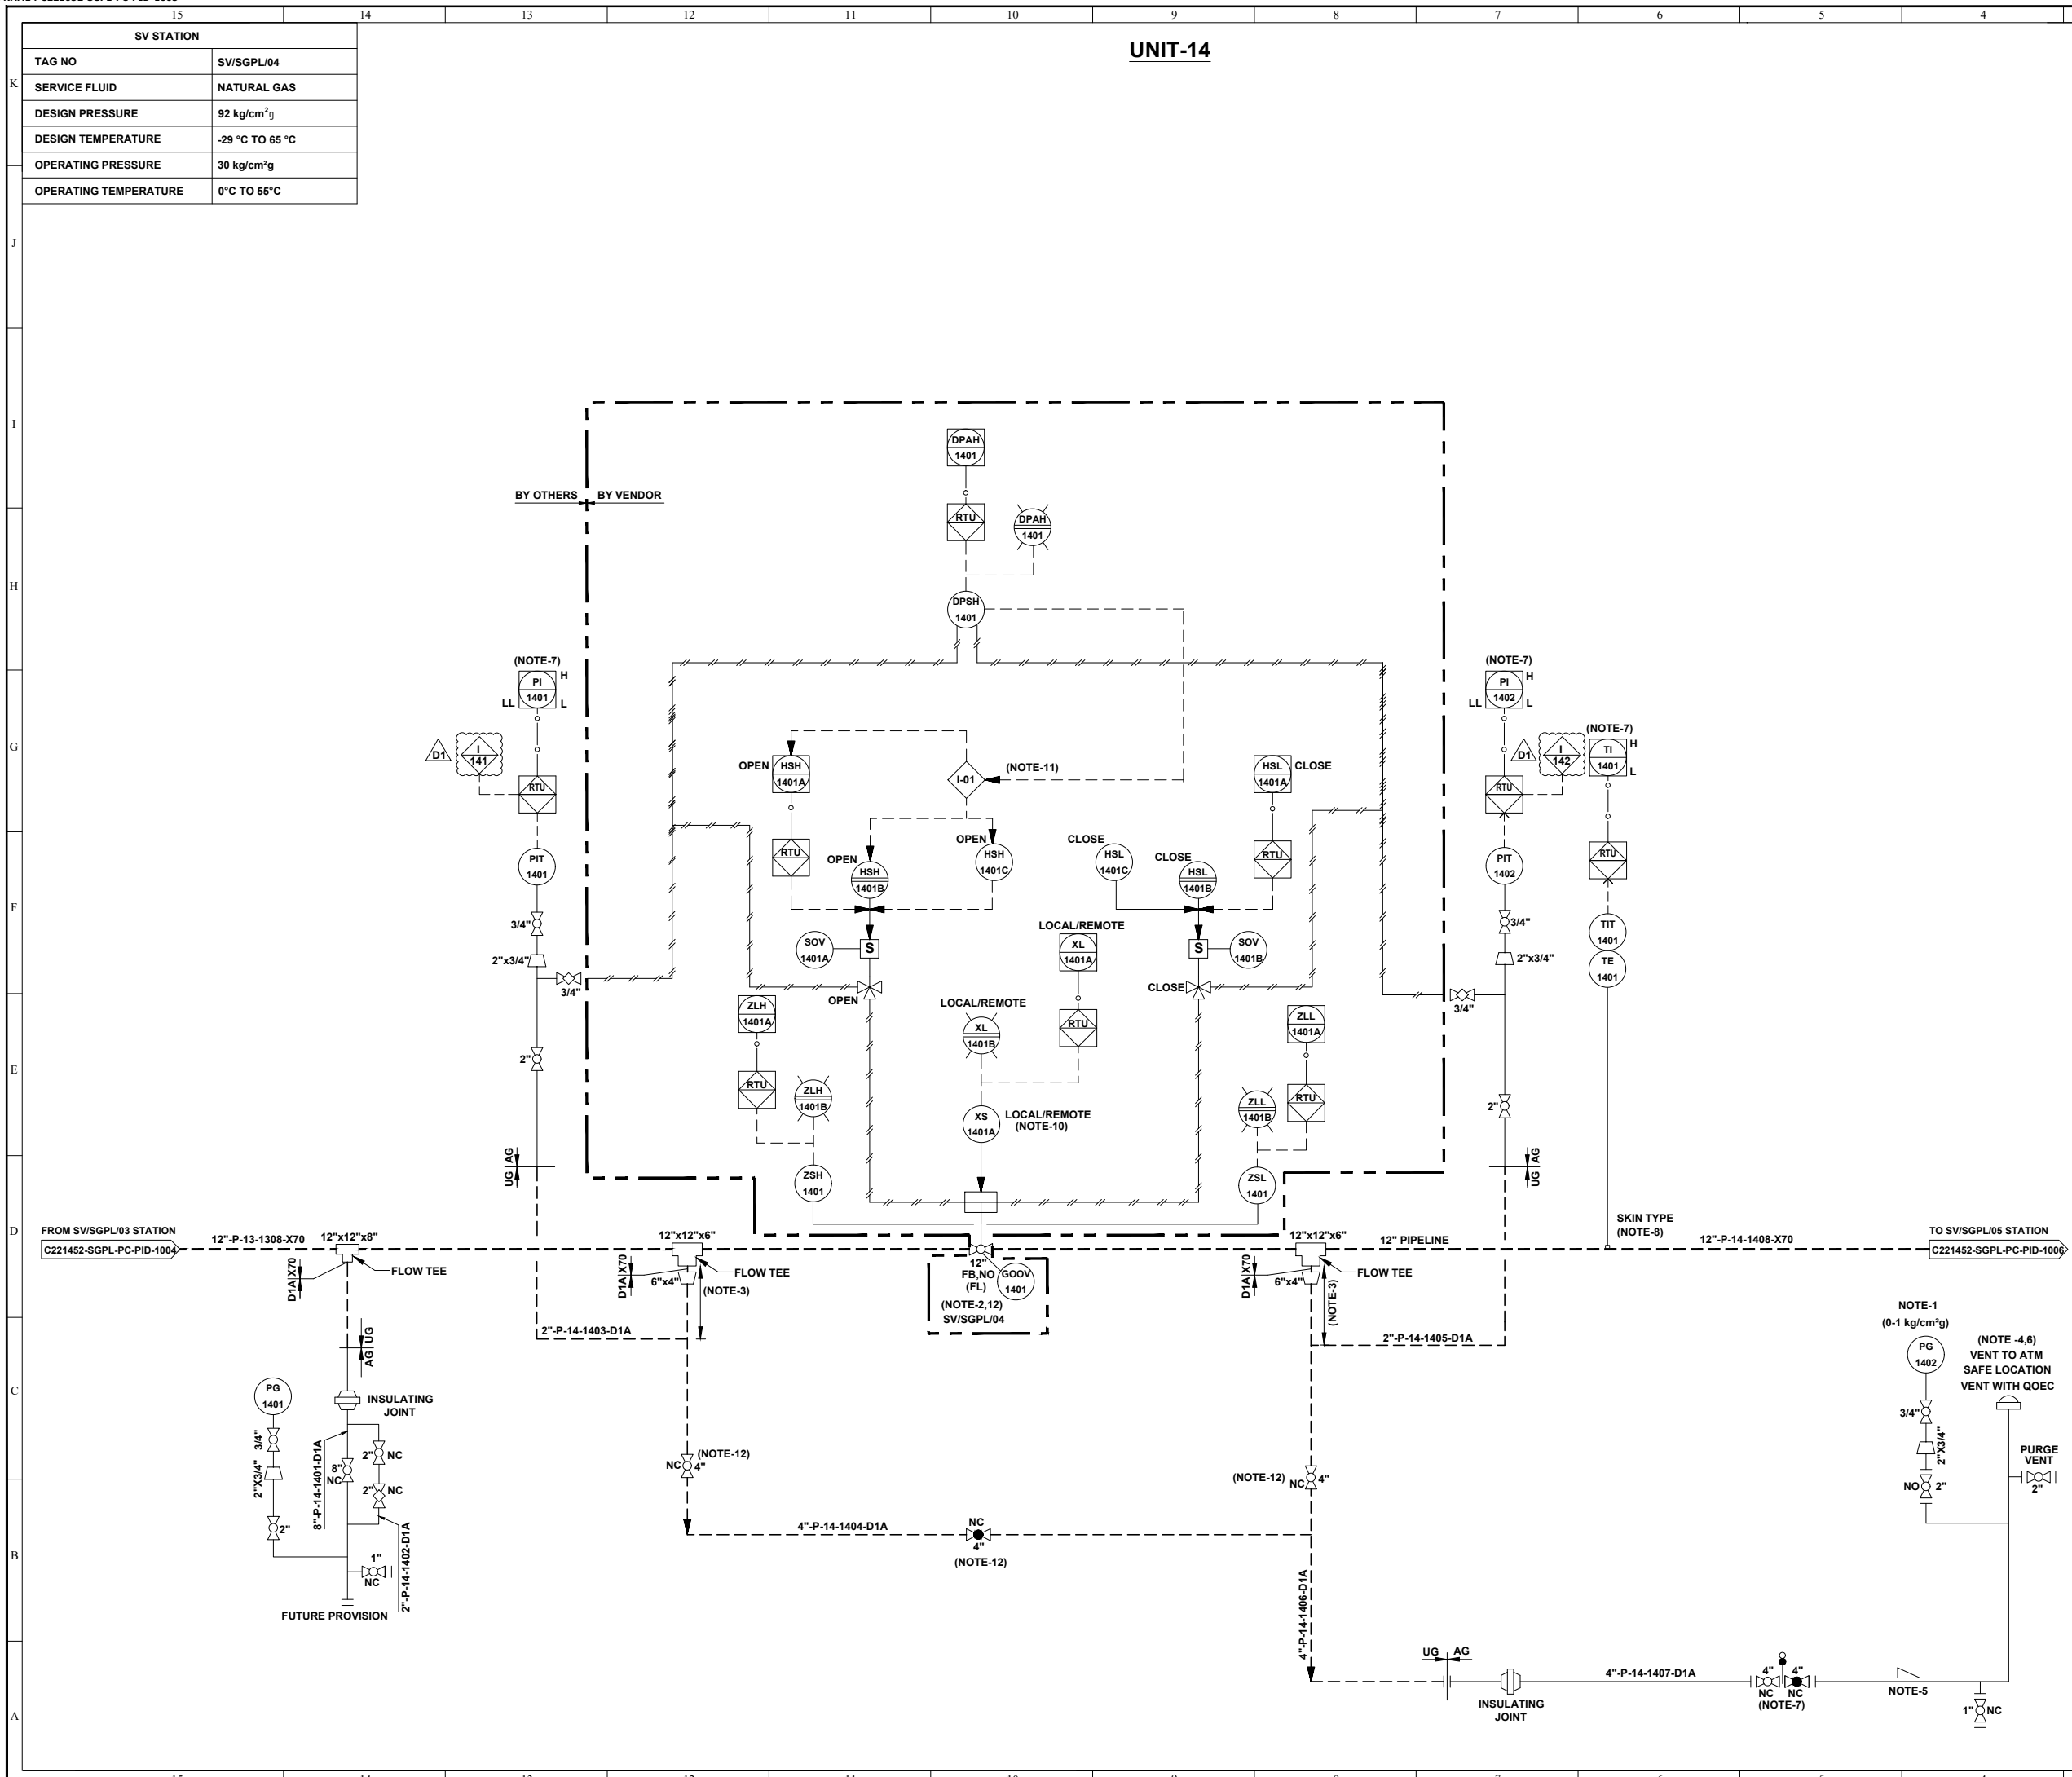 15 14 13 12 11 10 9 8 7 6 5 4
UNIT-14
SV STATION
TAG NO SV/SGPL/04
SERVICE FLUID NATURAL GAS
DESIGN PRESSURE 92 kg/cm²g
DESIGN TEMPERATURE -29 °C TO 65 °C
OPERATING PRESSURE 30 kg/cm²g
OPERATING TEMPERATURE 0°C TO 55°C
K
J
I
H
G
F
E
D
C
B
A
BY OTHERS
BY VENDOR
DPAH
1401
RTU
DPAH
1401
DPSH
1401
(NOTE-7)
PI
1401
H
LL
L
D1
I
141
RTU
PIT
1401
3/4"
2"x3/4"
3/4"
2"
UG AG
OPEN
HSH
1401A
RTU
I-01
(NOTE-11)
HSL
1401A
CLOSE
RTU
OPEN
HSH
1401B
OPEN
HSH
1401C
CLOSE
HSL
1401C
CLOSE
HSL
1401B
SOV
1401A
S
OPEN
S
SOV
1401B
CLOSE
LOCAL/REMOTE
XL
1401A
RTU
LOCAL/REMOTE
XL
1401B
XS
1401A
LOCAL/REMOTE
(NOTE-10)
ZLH
1401A
RTU
ZLH
1401B
ZSH
1401
ZLL
1401A
RTU
ZLL
1401B
ZSL
1401
(NOTE-7)
PI
1402
H
LL
L
D1
I
142
RTU
PIT
1402
3/4"
2"x3/4"
3/4"
2"
UG AG
(NOTE-7)
TI
1401
H
L
RTU
TIT
1401
TE
1401
SKIN TYPE
(NOTE-8)
FROM SV/SGPL/03 STATION
C221452-SGPL-PC-PID-1004
12"-P-13-1308-X70
12"x12"x8"
FLOW TEE
D1A X70
12"x12"x6"
FLOW TEE
D1A X70
6"x4"
(NOTE-3)
12"
FB,NO
(FL)
GOOV
1401
(NOTE-2,12)
SV/SGPL/04
12"x12"x6"
FLOW TEE
D1A X70
6"x4"
(NOTE-3)
12" PIPELINE
12"-P-14-1408-X70
TO SV/SGPL/05 STATION
C221452-SGPL-PC-PID-1006
2"-P-14-1403-D1A
2"-P-14-1405-D1A
AG UG
INSULATING
JOINT
PG
1401
3/4"
2"X3/4"
2"
8"-P-14-1401-D1A
8"
NC
2"
NC
2"
NC
2"-P-14-1402-D1A
1"
NC
FUTURE PROVISION
(NOTE-12)
NC
4"
4"-P-14-1404-D1A
NC
4"
(NOTE-12)
(NOTE-12)
NC
4"
4"-P-14-1406-D1A
UG AG
INSULATING
JOINT
4"-P-14-1407-D1A
4" 4"
NC NC
(NOTE-7)
NOTE-5
1"
NC
NOTE-1
(0-1 kg/cm²g)
PG
1402
3/4"
2"X3/4"
NO
2"
(NOTE -4,6)
VENT TO ATM
SAFE LOCATION
VENT WITH QOEC
PURGE
VENT
2"